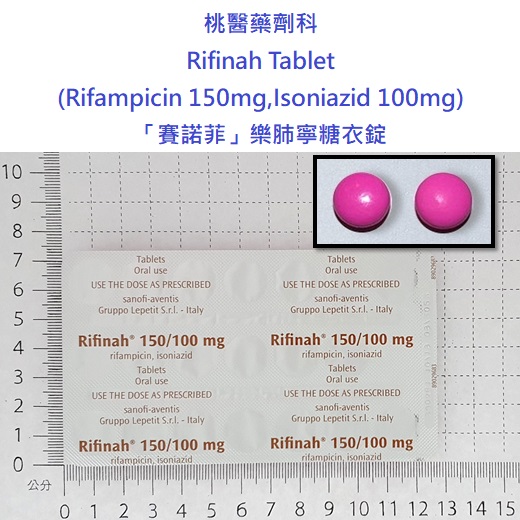 桃醫藥劑科
Rifinah Tablet
(Rifampicin 150mg,Isoniazid 100mg)
「賽諾菲」樂肺寧糖衣錠
10
9
8
7
6
5
4
3
2
1
0
公分
0 1 2 3 4 5 6 7 8 9 10 11 12 13 14 15
Tablets
Oral use
USE THE DOSE AS PRESCRIBED
sanofi-aventis
Gruppo Lepetit S.r.l. - Italy
Rifinah® 150/100 mg
rifampicin, isoniazid
Tablets
Oral use
USE THE DOSE AS PRESCRIBED
sanofi-aventis
Gruppo Lepetit S.r.l. - Italy
Rifinah® 150/100 mg
rifampicin, isoniazid
Tablets
Oral use
USE THE DOSE AS PRESCRIBED
sanofi-aventis
Gruppo Lepetit S.r.l. - Italy
Rifinah® 150/100 mg
rifampicin, isoniazid
Tablets
Oral use
USE THE DOSE AS PRESCRIBED
sanofi-aventis
Gruppo Lepetit S.r.l. - Italy
Rifinah® 150/100 mg
rifampicin, isoniazid